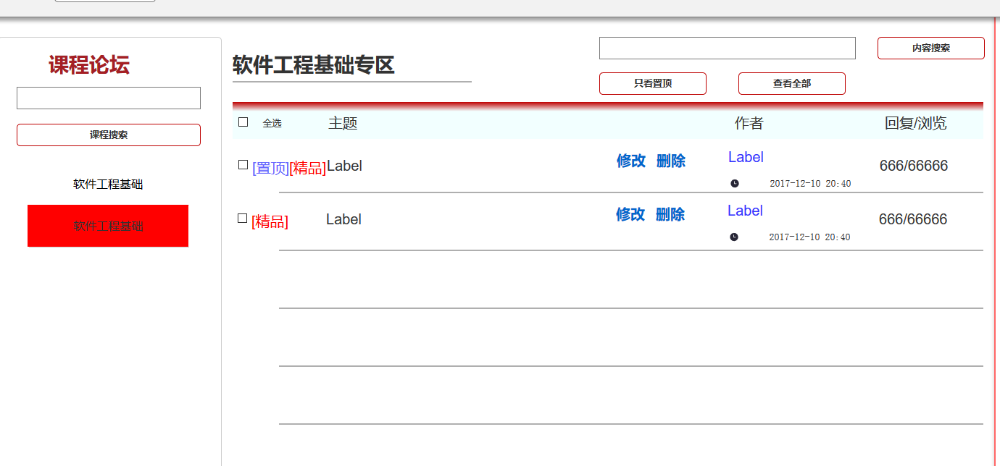 课程论坛
课程搜索
软件工程基础
软件工程基础
软件工程基础专区
内容搜索
只看置顶 查看全部
全选 主题 作者 回复/浏览
[置顶][精品]Label 修改 删除 Label 666/66666
2017-12-10 20:40
[精品] Label 修改 删除 Label 666/66666
2017-12-10 20:40